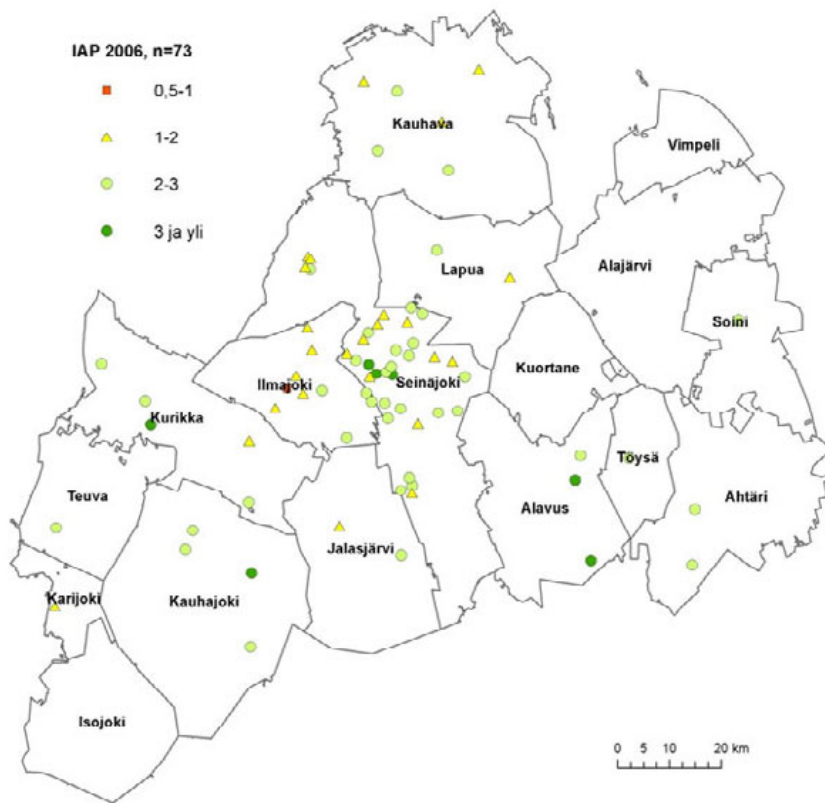 IAP 2006, n=73
0,5-1
1-2
2-3
3 ja yli
Kauhava
Vimpeli
Lapua
Alajärvi
Soini
Kuortane
Ilmajoki
Seinäjoki
Kurikka
Töysä
Teuva
Alavus
Ähtäri
Jalasjärvi
Karijoki
Kauhajoki
Isojoki
0 5 10 20 km